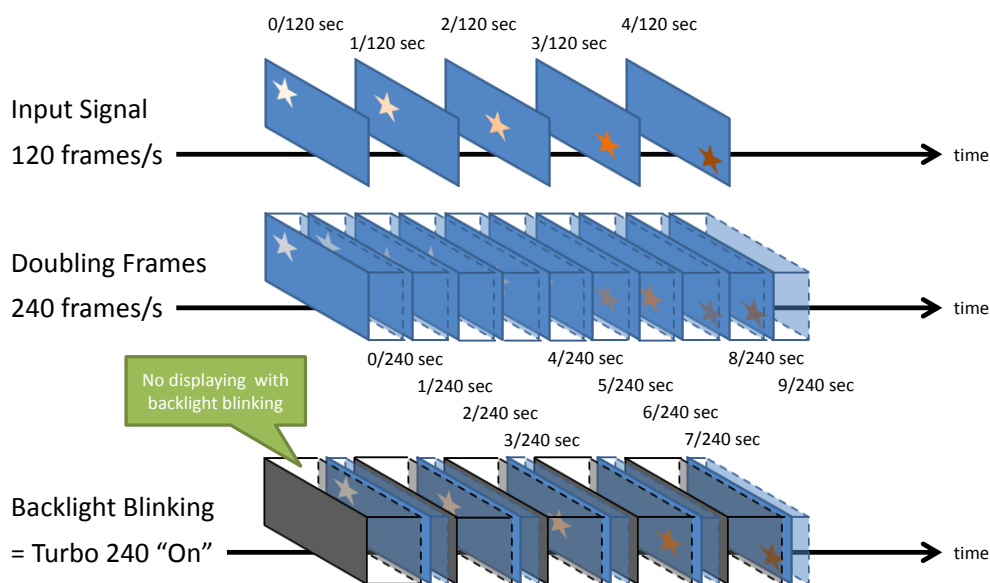 0/120 sec
2/120 sec
4/120 sec
1/120 sec
3/120 sec
Input Signal
120 frames/s
time
Doubling Frames
240 frames/s
time
0/240 sec
4/240 sec
8/240 sec
1/240 sec
5/240 sec
9/240 sec
2/240 sec
6/240 sec
3/240 sec
7/240 sec
No displaying with
backlight blinking
Backlight Blinking
= Turbo 240 “On”
time